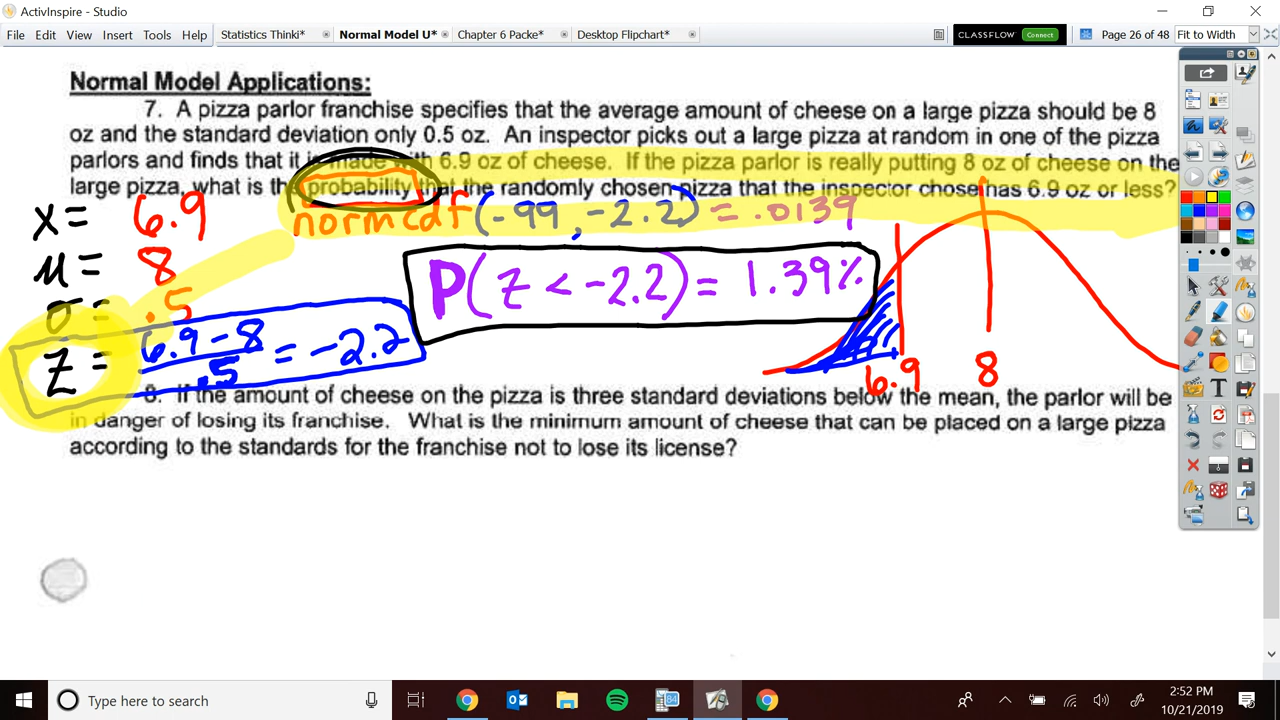 ActivInspire - Studio
File Edit View Insert Tools Help
Statistics Thinki* Normal Model U* Chapter 6 Packe* Desktop Flipchart* CLASSFLOW Connect Page 26 of 48 Fit to Width
Normal Model Applications:
7. A pizza parlor franchise specifies that the average amount of cheese on a large pizza should be 8
oz and the standard deviation only 0.5 oz. An inspector picks out a large pizza at random in one of the pizza
parlors and finds that it is made with 6.9 oz of cheese. If the pizza parlor is really putting 8 oz of cheese on the
large pizza, what is the probability that the randomly chosen pizza that the inspector chose has 6.9 oz or less?
x = 6.9
normcdf(-99, -2.2) = .0139
μ = 8
P(Z < -2.2) = 1.39%
σ = .5
Z = 6.9 - 8 / .5 = -2.2
6.9 8
8. If the amount of cheese on the pizza is three standard deviations below the mean, the parlor will be
in danger of losing its franchise. What is the minimum amount of cheese that can be placed on a large pizza
according to the standards for the franchise not to lose its license?
Type here to search
2:52 PM
10/21/2019